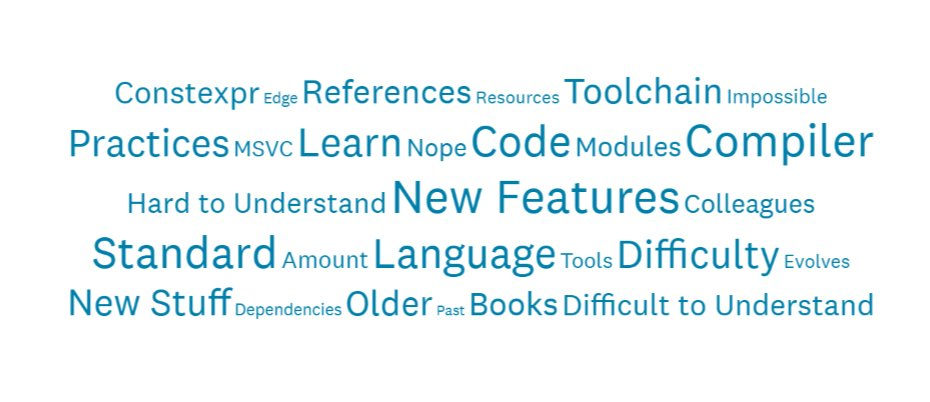 Constexpr Edge References Resources Toolchain Impossible
Practices MSVC Learn Nope Code Modules Compiler
Hard to Understand New Features Colleagues
Standard Amount Language Tools Difficulty Evolves
New Stuff Dependencies Older Past Books Difficult to Understand